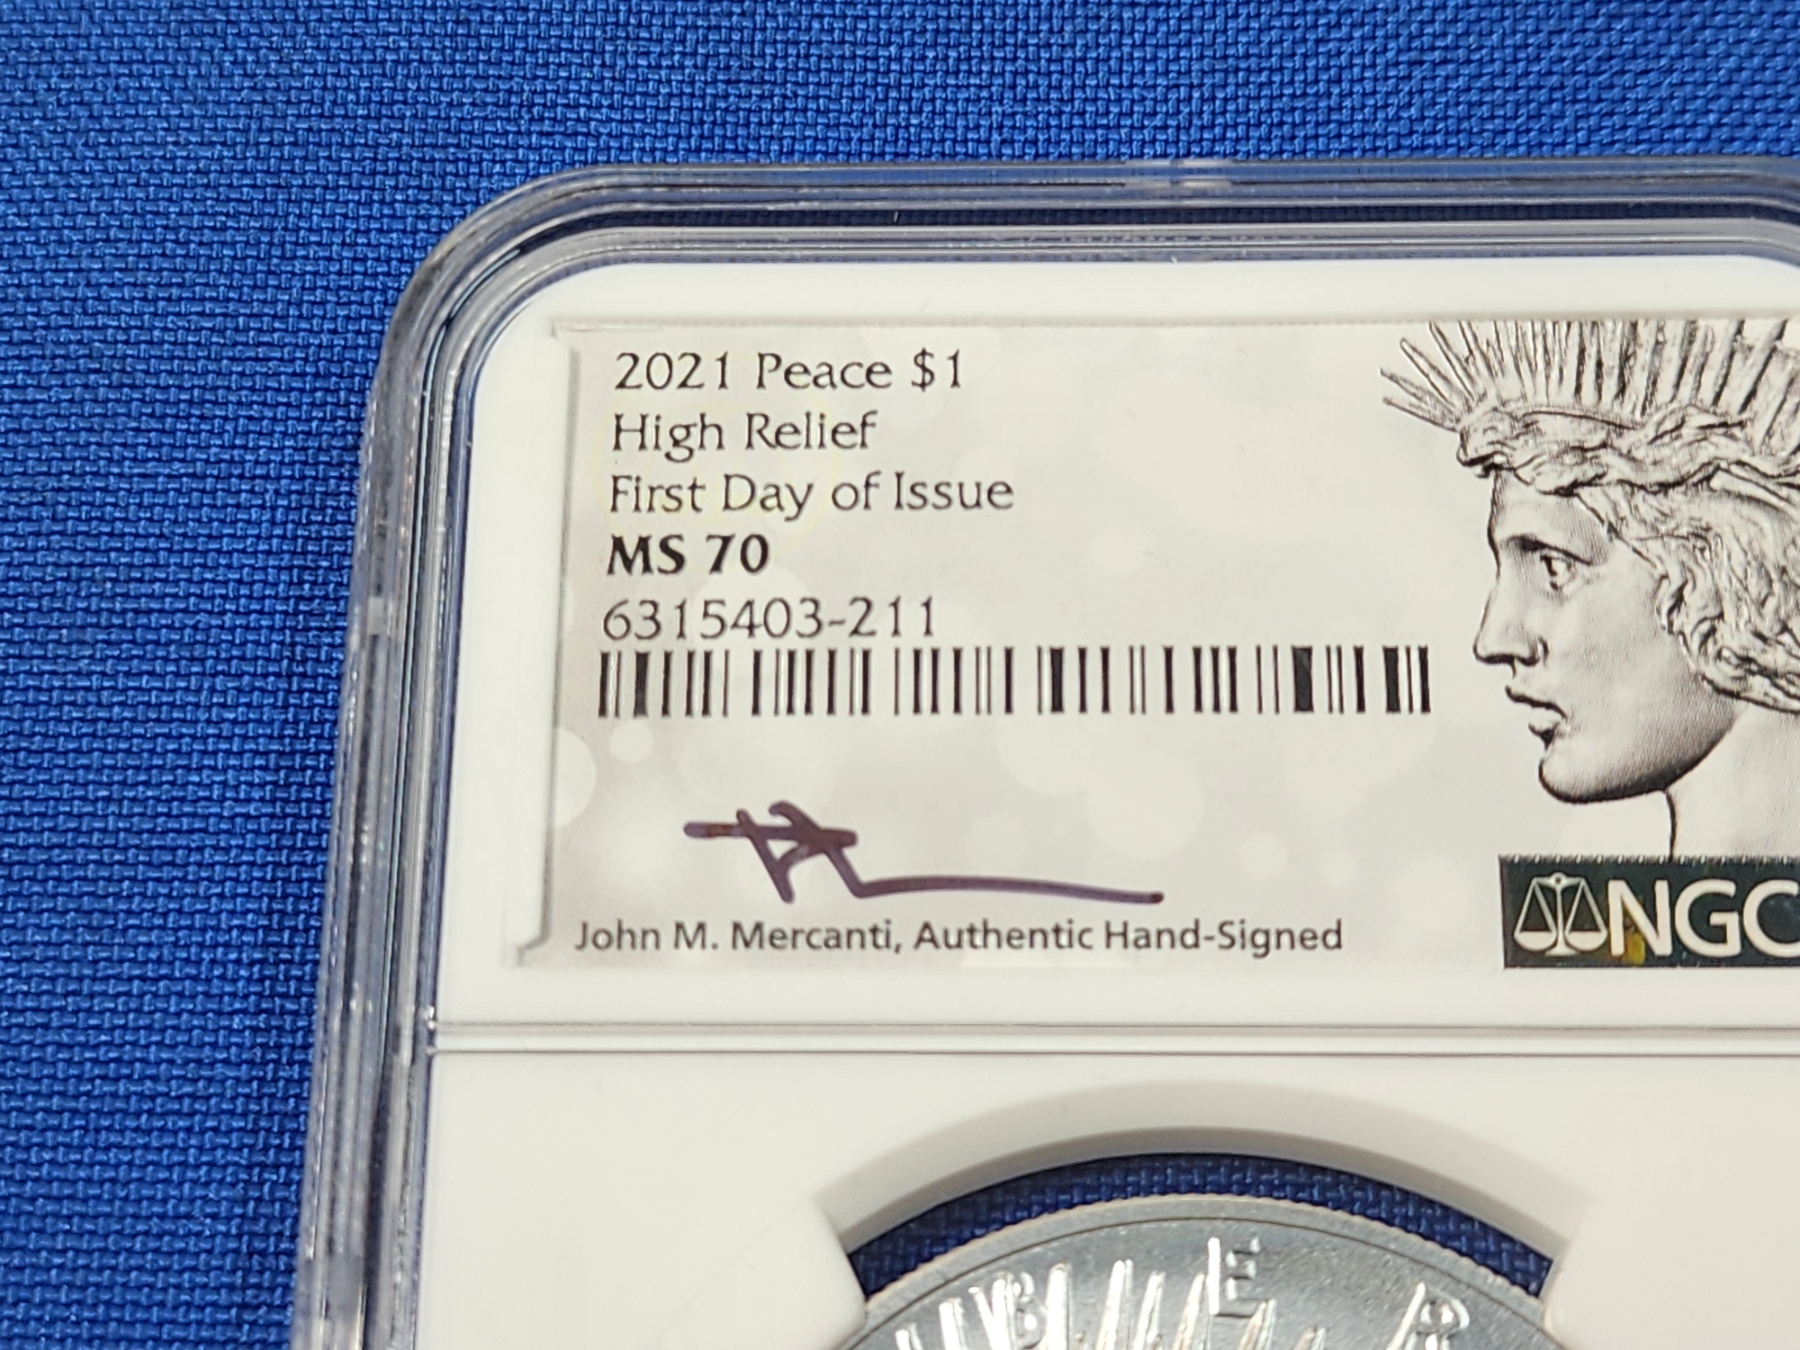 2021 Peace $1
High Relief
First Day of Issue
MS 70
6315403-211
John M. Mercanti, Authentic Hand-Signed
NGC
B E R